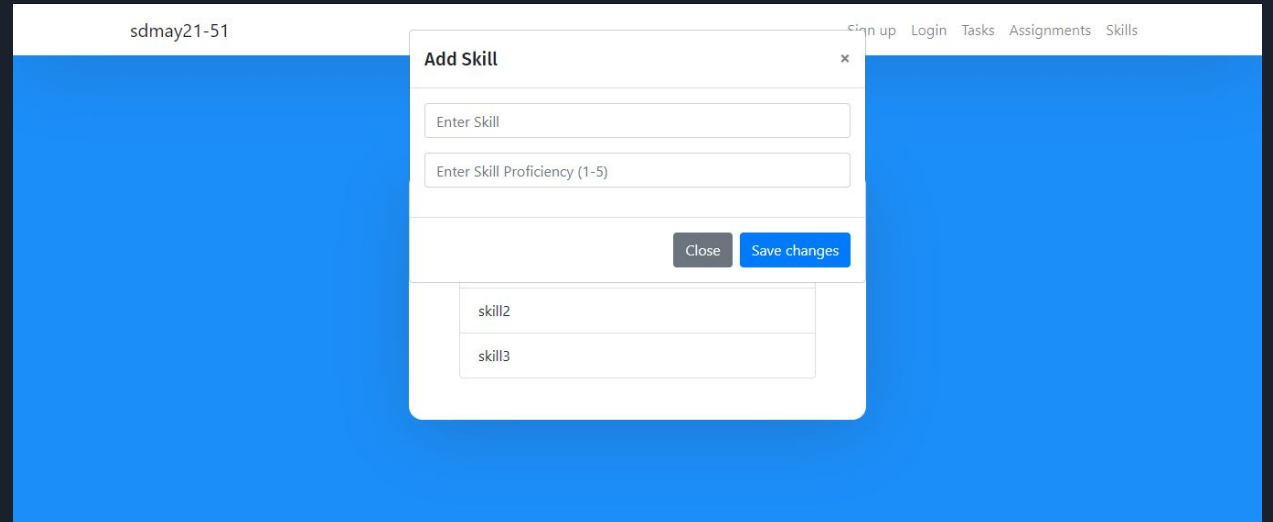 sdmay21-51
Sign up Login Tasks Assignments Skills
Add Skill
×
Enter Skill
Enter Skill Proficiency (1-5)
Close Save changes
skill2
skill3